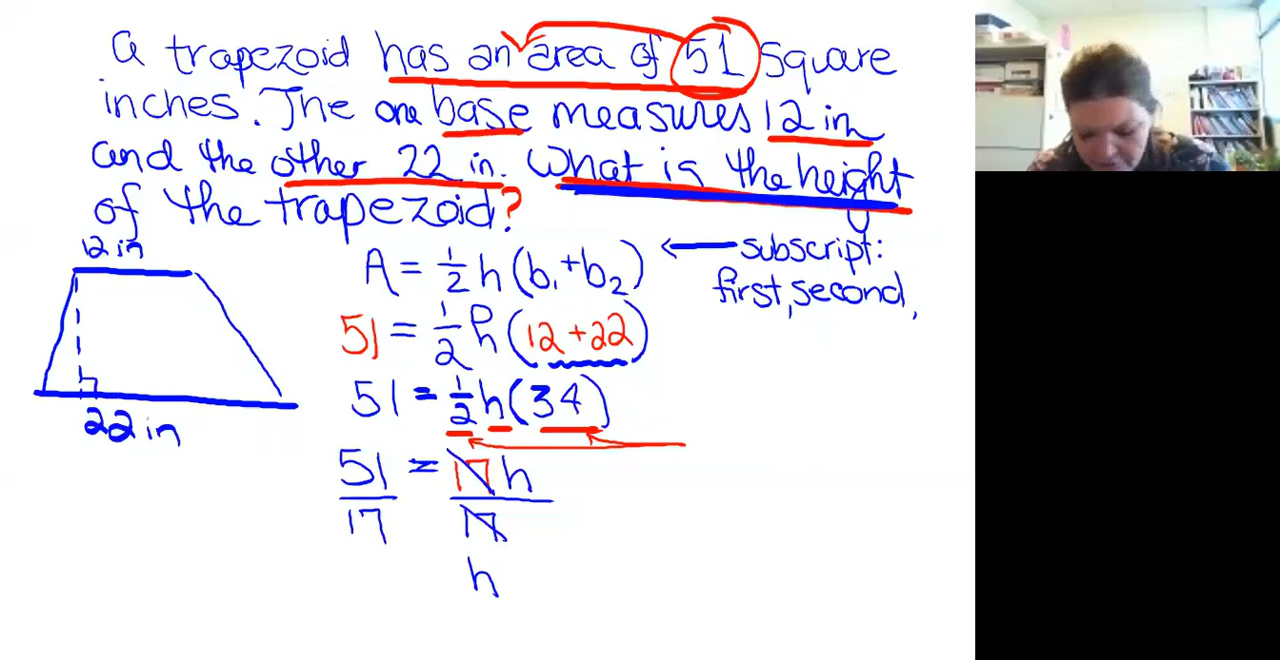 a trapezoid has an area of 51 square
inches. The one base measures 12 in
and the other 22 in. What is the height
of the trapezoid?
12 in
22 in
A = 1/2 h (b₁+b₂)
← subscript:
first, second,
51 = 1/2 h (12+22)
51 = 1/2 h (34)
51/17 = 17h/17
h